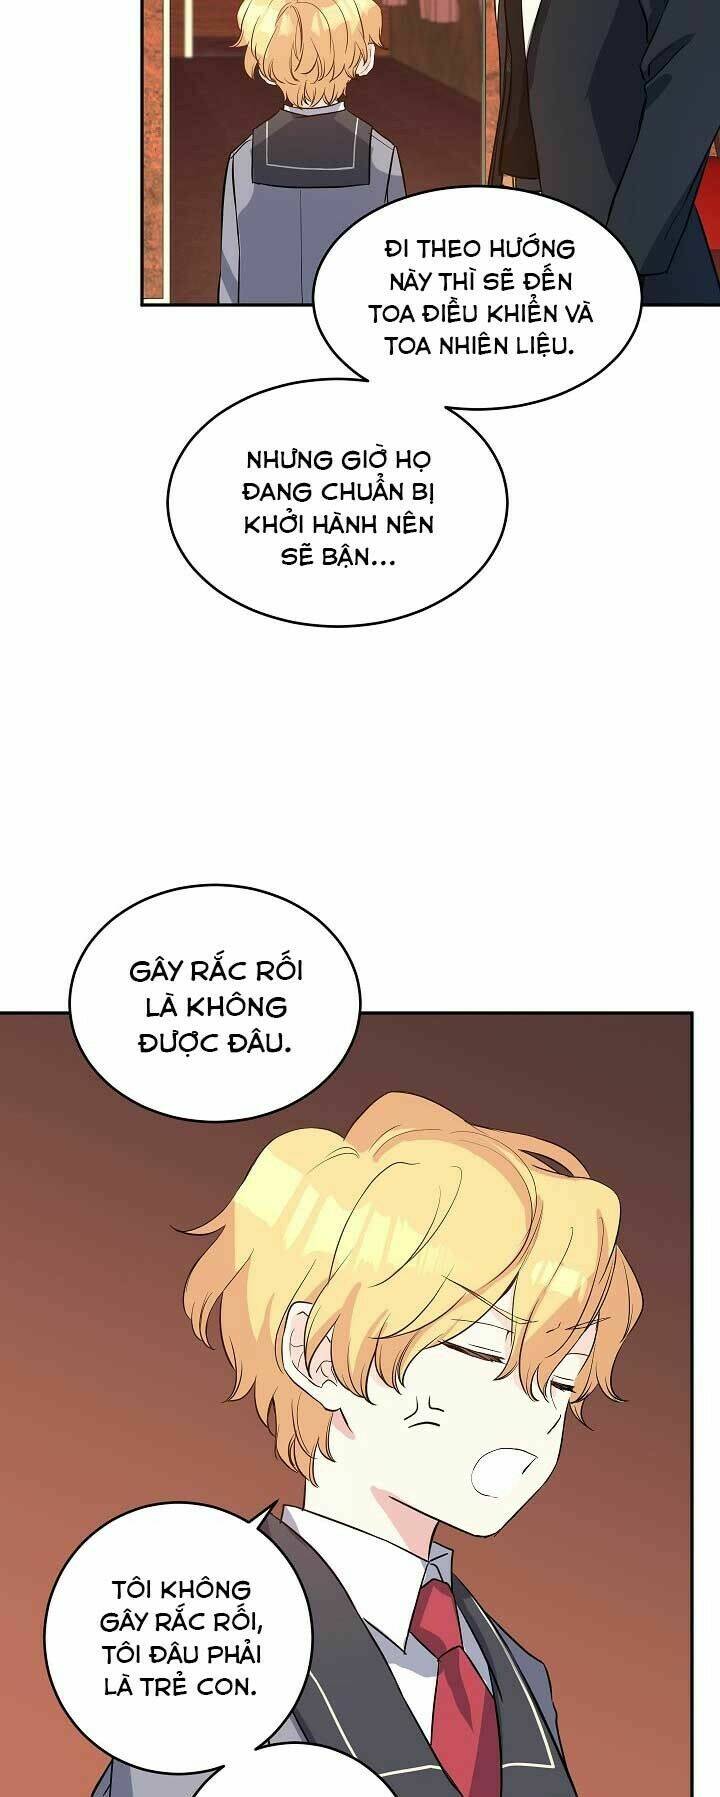 ĐI THEO HƯỚNG
NÀY THÌ SẼ ĐẾN
TOA ĐIỀU KHIỂN VÀ
TOA NHIÊN LIỆU.
NHƯNG GIỜ HỌ
ĐANG CHUẨN BỊ
KHỞI HÀNH NÊN
SẼ BẬN...
GÂY RẮC RỐI
LÀ KHÔNG
ĐƯỢC ĐÂU.
TÔI KHÔNG
GÂY RẮC RỐI,
TÔI ĐÂU PHẢI
LÀ TRẺ CON.